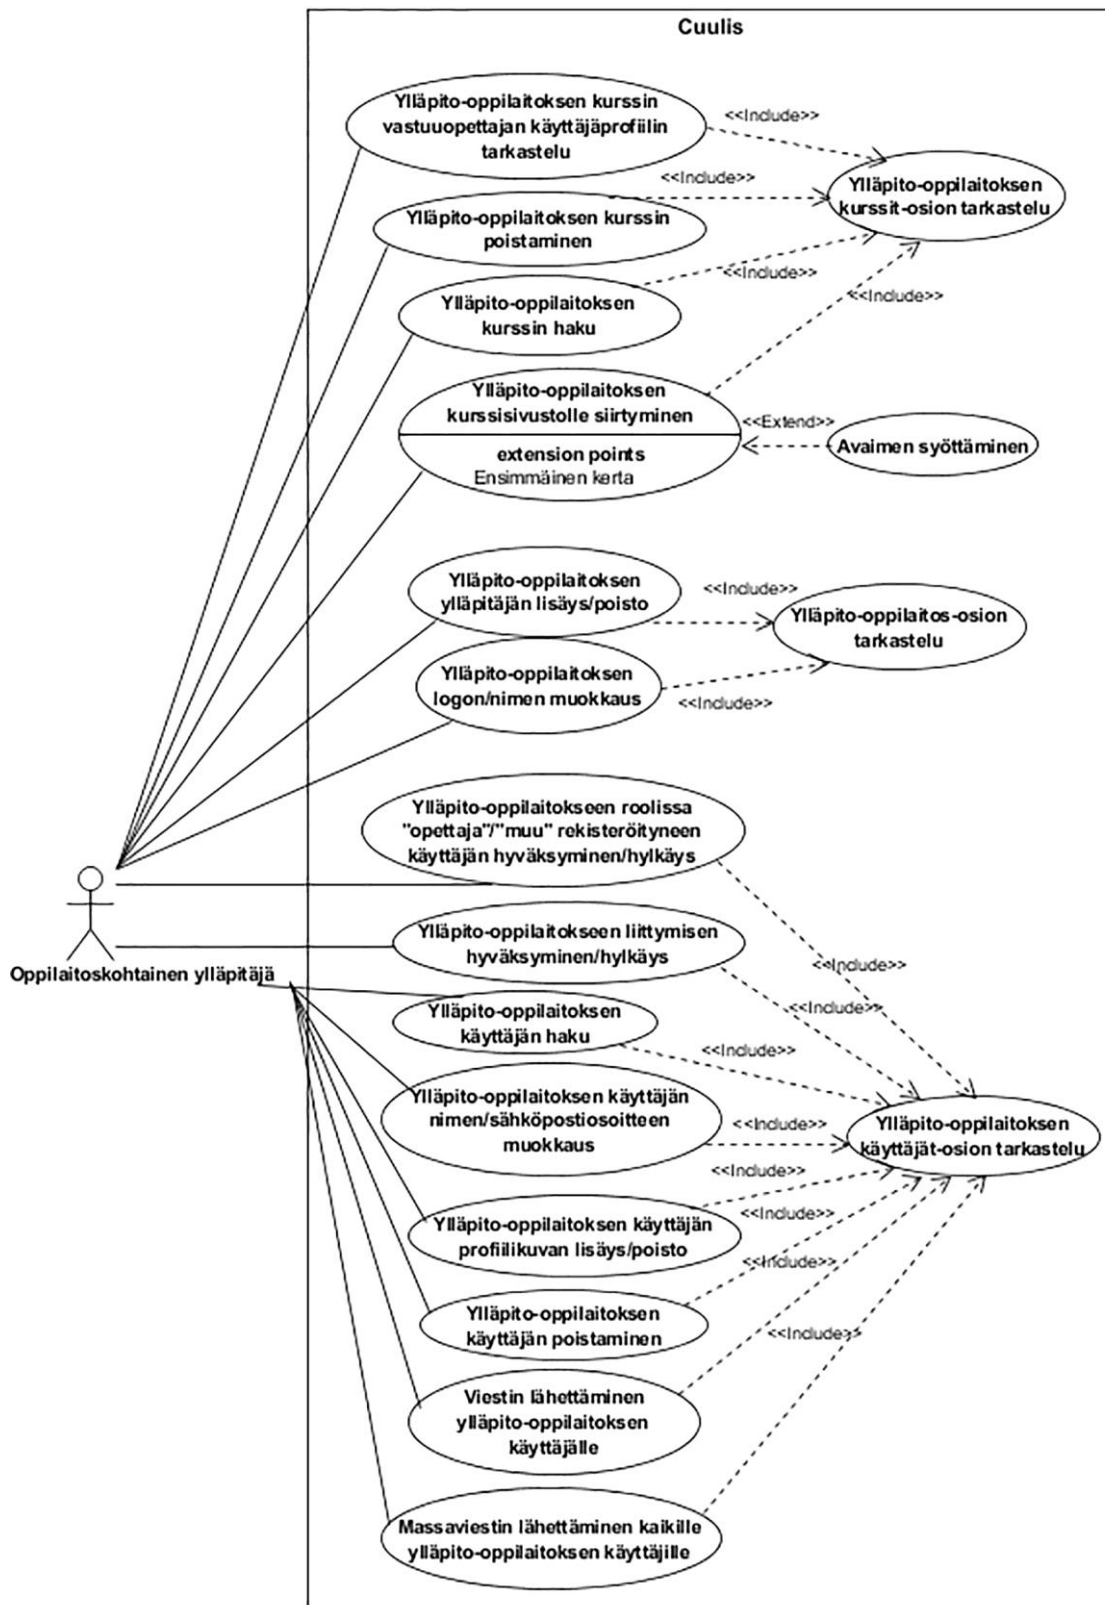 Cuulis
Ylläpito-oppilaitoksen kurssin
vastuuopettajan käyttäjäprofiilin
tarkastelu
<<Include>>
Ylläpito-oppilaitoksen
kurssit-osion tarkastelu
<<Include>>
Ylläpito-oppilaitoksen kurssin
poistaminen
<<Include>>
Ylläpito-oppilaitoksen
kurssin haku
<<Include>>
Ylläpito-oppilaitoksen
kurssisivustolle siirtyminen
extension points
Ensimmäinen kerta
<<Extend>>
Avaimen syöttäminen
Ylläpito-oppilaitoksen
ylläpitäjän lisäys/poisto
<<Include>>
Ylläpito-oppilaitos-osion
tarkastelu
Ylläpito-oppilaitoksen
logon/nimen muokkaus
<<Include>>
Ylläpito-oppilaitokseen roolissa
"opettaja"/"muu" rekisteröityneen
käyttäjän hyväksyminen/hylkäys
Oppilaitoskohtainen ylläpitäjä
Ylläpito-oppilaitokseen liittymisen
hyväksyminen/hylkäys
<<Include>>
<<Include>>
Ylläpito-oppilaitoksen
käyttäjän haku
<<Include>>
Ylläpito-oppilaitoksen käyttäjän
nimen/sähköpostiosoitteen
muokkaus
<<Include>>
Ylläpito-oppilaitoksen
käyttäjät-osion tarkastelu
<<Include>>
Ylläpito-oppilaitoksen käyttäjän
profiilikuvan lisäys/poisto
<<Include>>
<<Include>>
Ylläpito-oppilaitoksen
käyttäjän poistaminen
<<Include>>
Viestin lähettäminen
ylläpito-oppilaitoksen
käyttäjälle
Massaviestin lähettäminen kaikille
ylläpito-oppilaitoksen käyttäjille